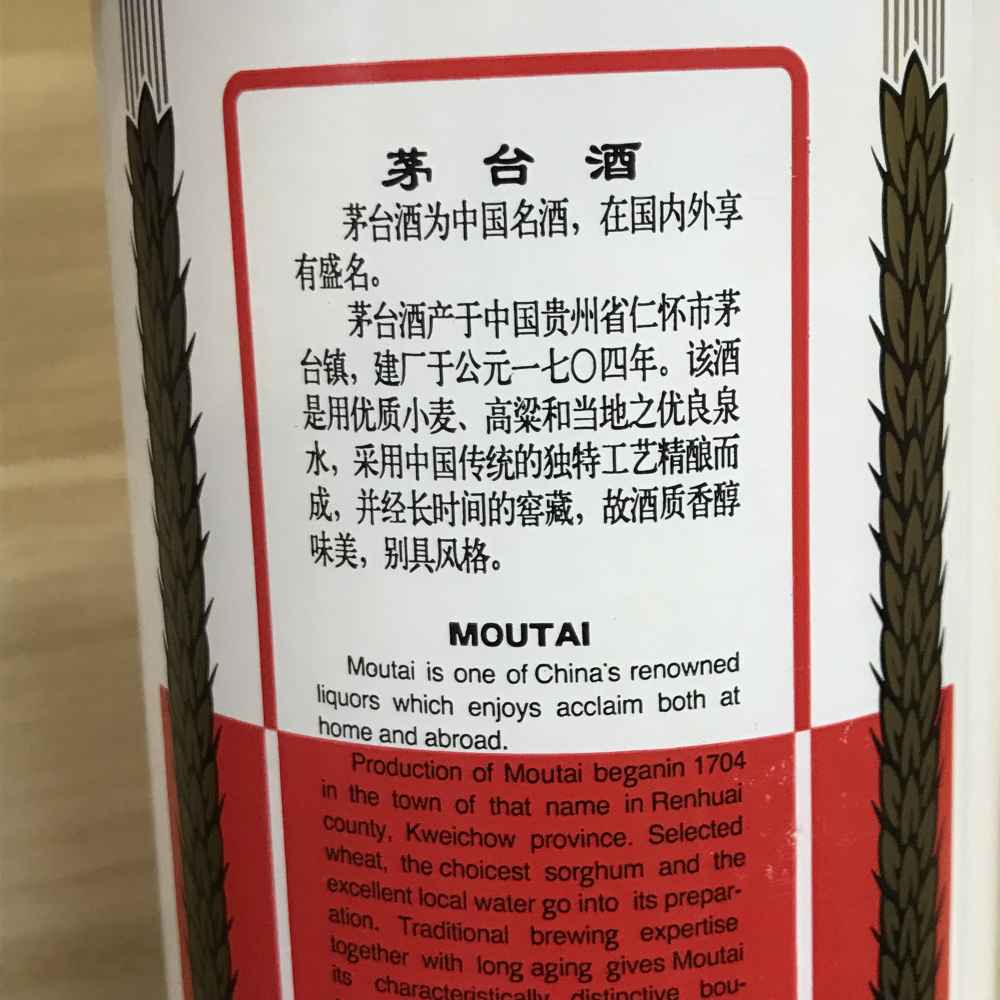 茅台酒
茅台酒为中国名酒，在国内外享
有盛名。
茅台酒产于中国贵州省仁怀市茅
台镇，建厂于公元一七〇四年。该酒
是用优质小麦、高粱和当地之优良泉
水，采用中国传统的独特工艺精酿而
成，并经长时间的窖藏，故酒质香醇
味美，别具风格。
MOUTAI
Moutai is one of China's renowned
liquors which enjoys acclaim both at
home and abroad.
Production of Moutai beganin 1704
in the town of that name in Renhuai
county, Kweichow province. Selected
wheat, the choicest sorghum and the
excellent local water go into its prepar-
ation. Traditional brewing expertise
together with long aging gives Moutai
its characteristically distinctive bou-